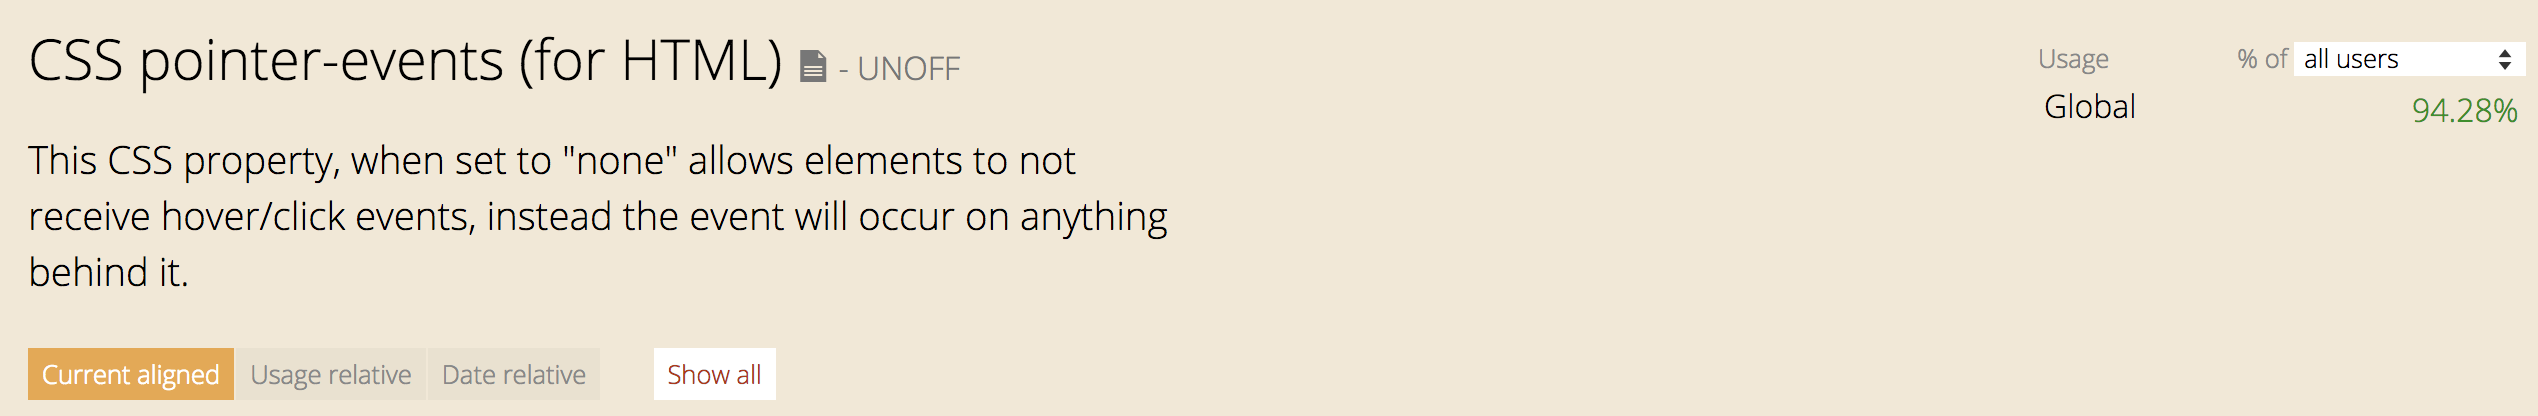 CSS pointer-events (for HTML) - UNOFF
Usage % of all users
Global 94.28%
This CSS property, when set to "none" allows elements to not
receive hover/click events, instead the event will occur on anything
behind it.
Current aligned Usage relative Date relative Show all